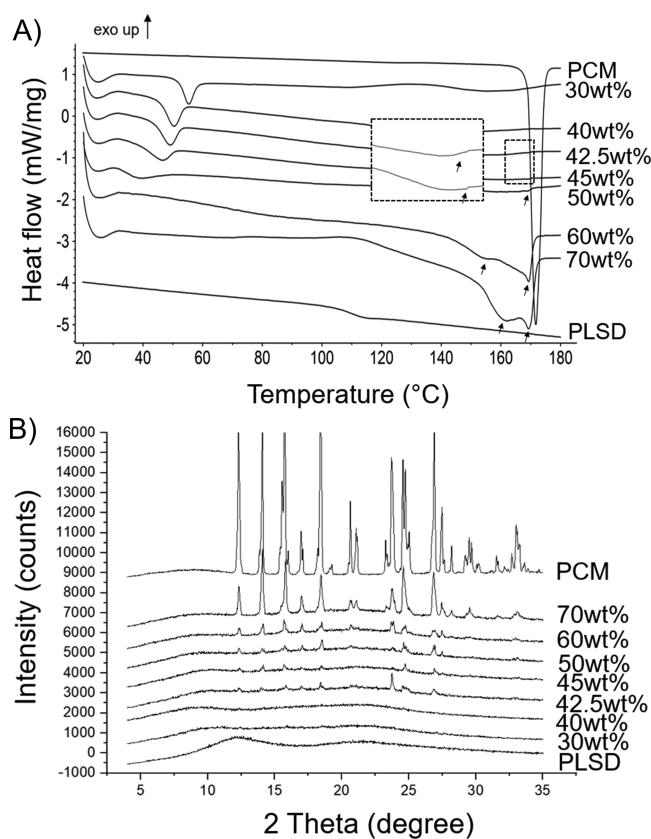 A)
exo up
Heat flow (mW/mg)
1
0
-1
-2
-3
-4
-5
PCM
30wt%
40wt%
42.5wt%
45wt%
50wt%
60wt%
70wt%
PLSD
20 40 60 80 100 120 140 160 180
Temperature (°C)
B)
Intensity (counts)
16000
15000
14000
13000
12000
11000
10000
9000
8000
7000
6000
5000
4000
3000
2000
1000
0
-1000
PCM
70wt%
60wt%
50wt%
45wt%
42.5wt%
40wt%
30wt%
PLSD
5 10 15 20 25 30 35
2 Theta (degree)